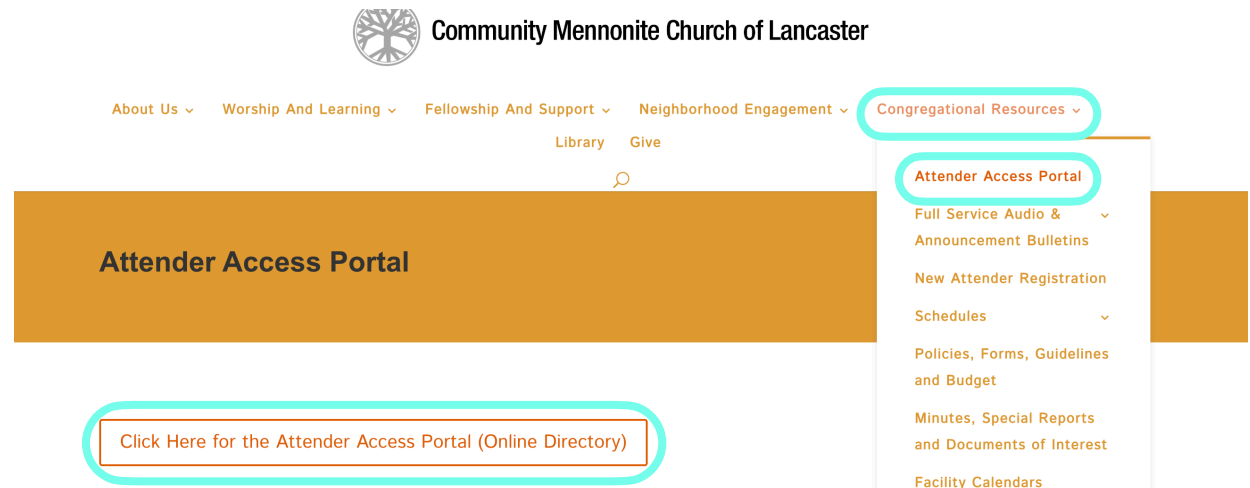 Community Mennonite Church of Lancaster
About Us Worship And Learning Fellowship And Support Neighborhood Engagement Congregational Resources
Library Give
Attender Access Portal
Attender Access Portal
Full Service Audio &
Announcement Bulletins
New Attender Registration
Schedules
Policies, Forms, Guidelines
and Budget
Minutes, Special Reports
and Documents of Interest
Facility Calendars
Click Here for the Attender Access Portal (Online Directory)